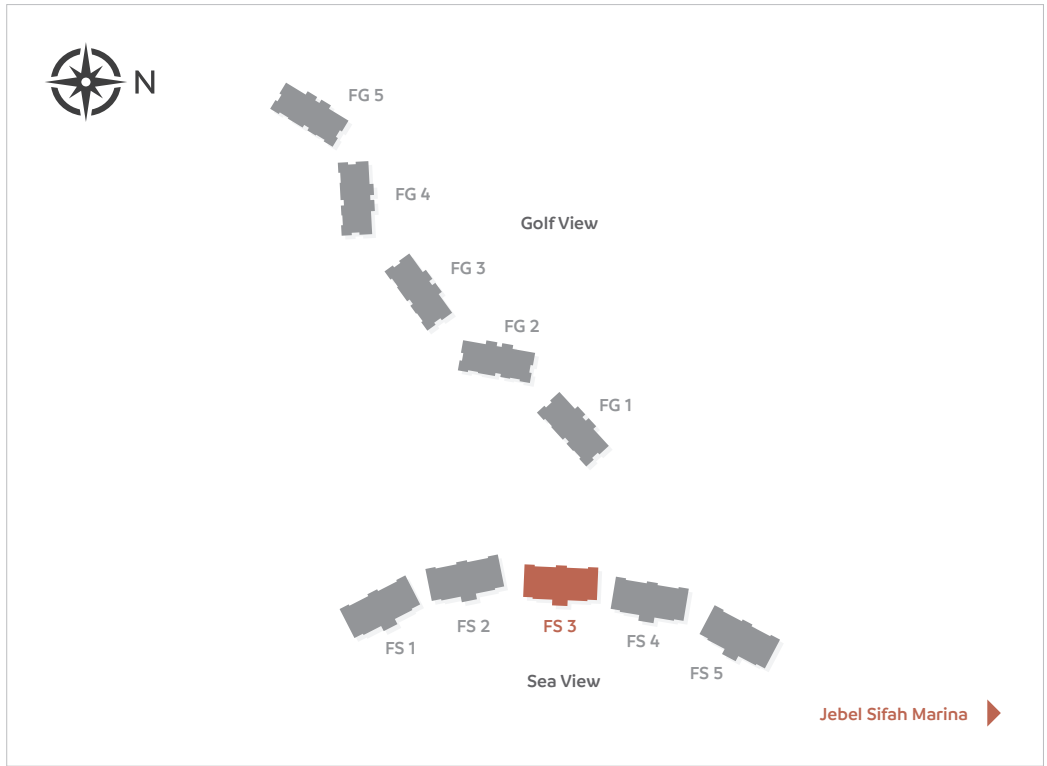 N
FG 5
FG 4
Golf View
FG 3
FG 2
FG 1
FS 1
FS 2
FS 3
FS 4
FS 5
Sea View
Jebel Sifah Marina